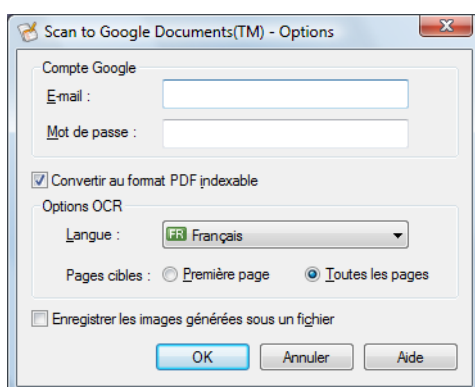 Scan to Google Documents(TM) - Options
Compte Google
E-mail :
Mot de passe :
Convertir au format PDF indexable
Options OCR
Langue : FR Français
Pages cibles : Première page Toutes les pages
Enregistrer les images générées sous un fichier
OK Annuler Aide